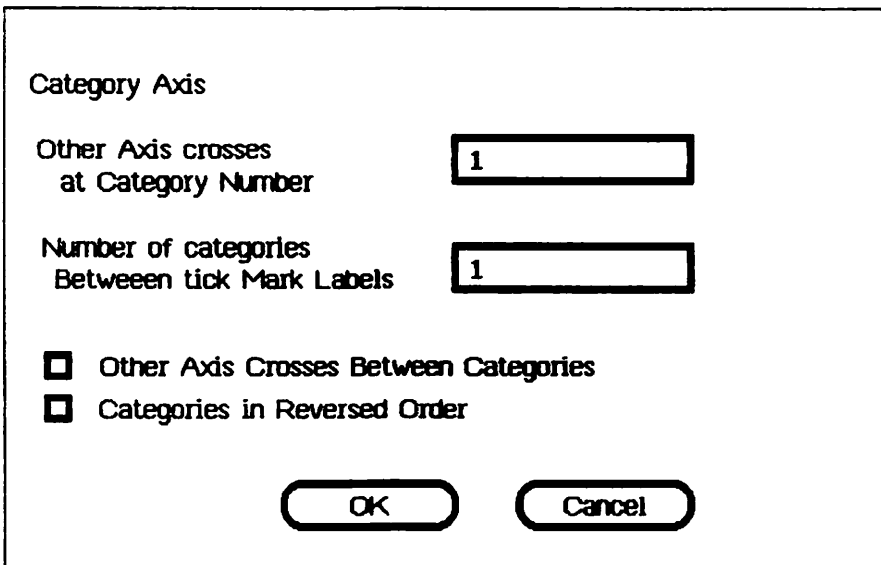 Category Axis
Other Axis crosses
1
at Category Number
Number of categories
1
Betweeen tick Mark Labels
Other Axis Crosses Between Categories
Categories in Reversed Order
OK Cancel